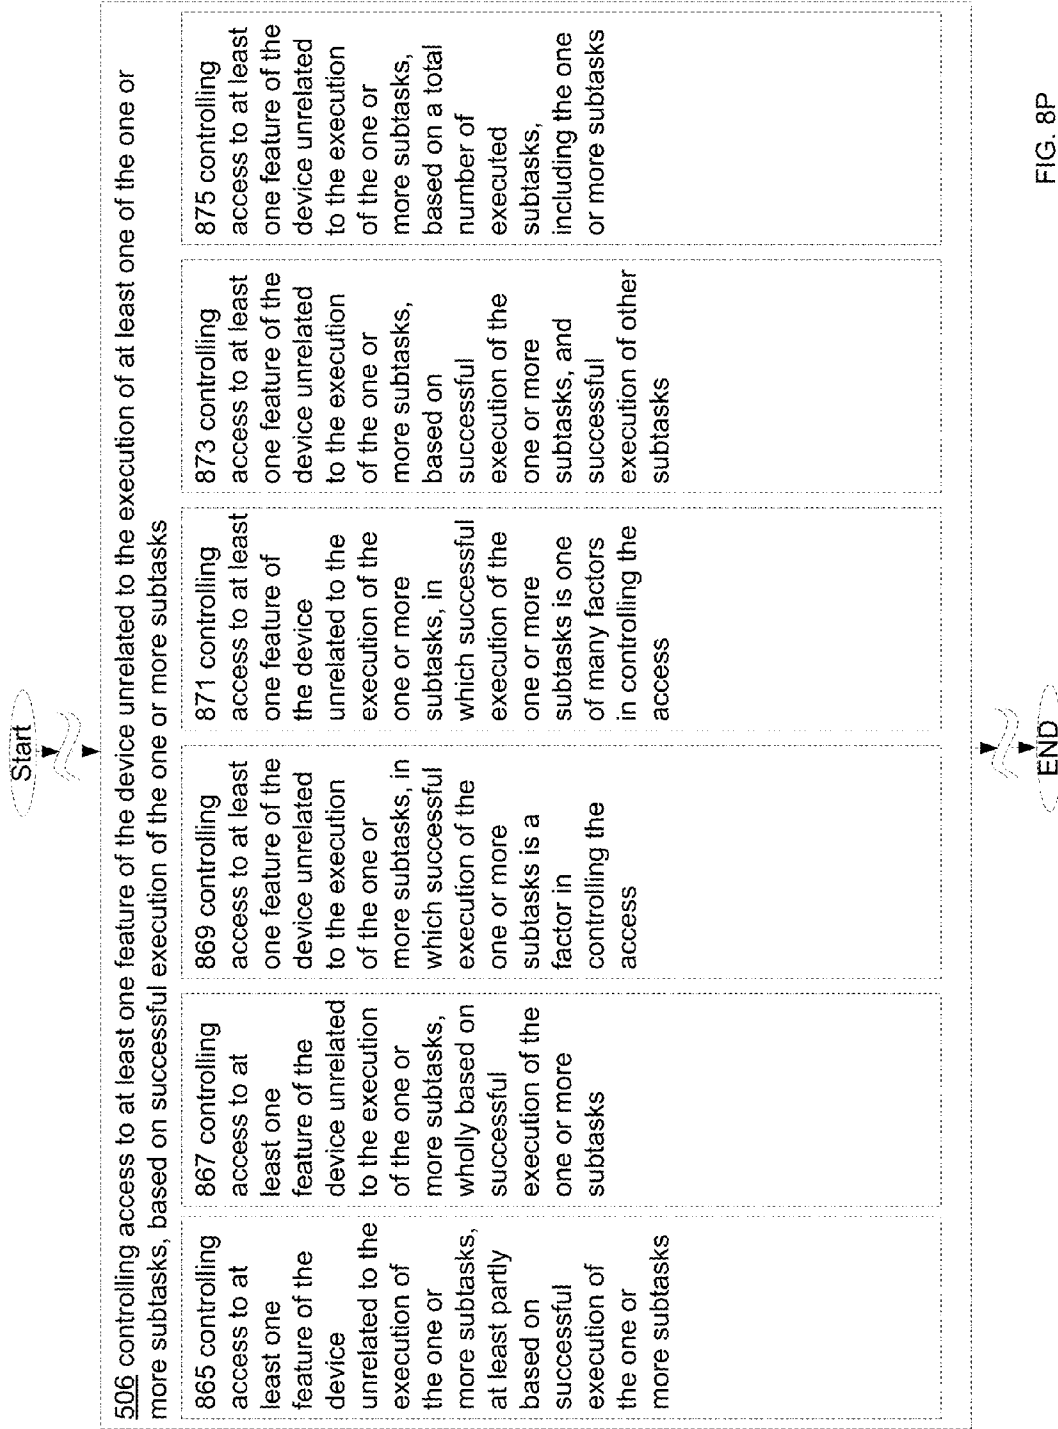 Start
506 controlling access to at least one feature of the device unrelated to the execution of at least one of the one or
more subtasks, based on successful execution of the one or more subtasks
865 controlling
access to at
least one
feature of the
device
unrelated to the
execution of
the one or
more subtasks,
at least partly
based on
successful
execution of
the one or
more subtasks
867 controlling
access to at
least one
feature of the
device unrelated
to the execution
of the one or
more subtasks,
wholly based on
successful
execution of the
one or more
subtasks
869 controlling
access to at least
one feature of the
device unrelated
to the execution
of the one or
more subtasks, in
which successful
execution of the
one or more
subtasks is a
factor in
controlling the
access
871 controlling
access to at least
one feature of
the device
unrelated to the
execution of the
one or more
subtasks, in
which successful
execution of the
one or more
subtasks is one
of many factors
in controlling the
access
873 controlling
access to at least
one feature of the
device unrelated
to the execution
of the one or
more subtasks,
based on
successful
execution of the
one or more
subtasks, and
successful
execution of other
subtasks
875 controlling
access to at least
one feature of the
device unrelated
to the execution
of the one or
more subtasks,
based on a total
number of
executed
subtasks,
including the one
or more subtasks
END
FIG. 8P